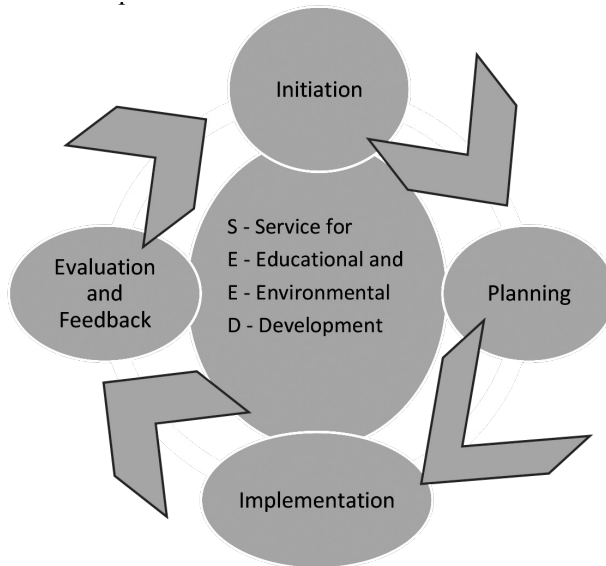 Initiation
S - Service for
E - Educational and
E - Environmental
D - Development
Evaluation
and
Feedback
Planning
Implementation